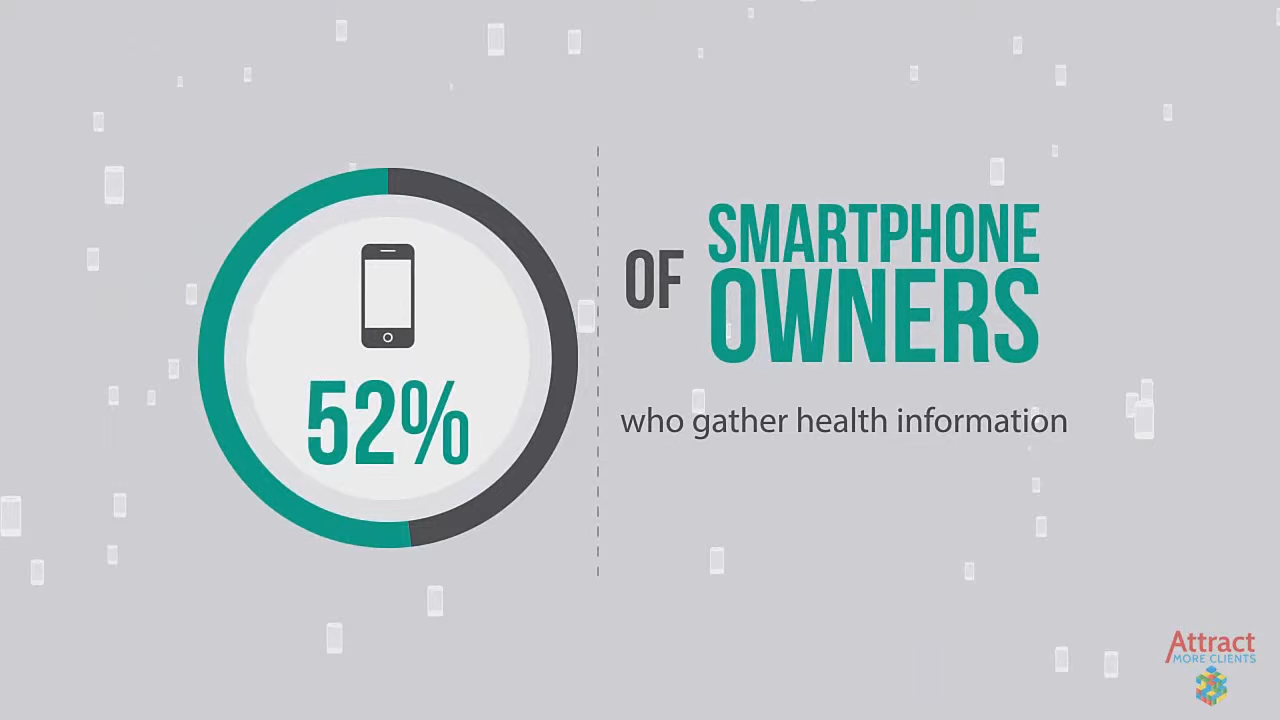 52%
OF
SMARTPHONE
OWNERS
who gather health information
Attract
MORE CLIENTS